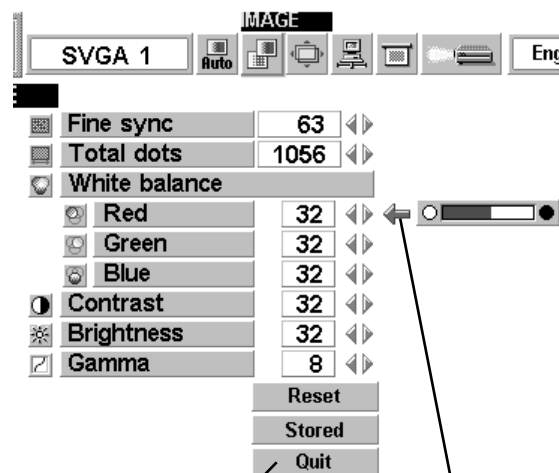 IMAGE
SVGA 1
Auto
Eng
E
Fine sync 63
Total dots 1056
White balance
Red 32
Green 32
Blue 32
Contrast 32
Brightness 32
Gamma 8
Reset
Stored
Quit